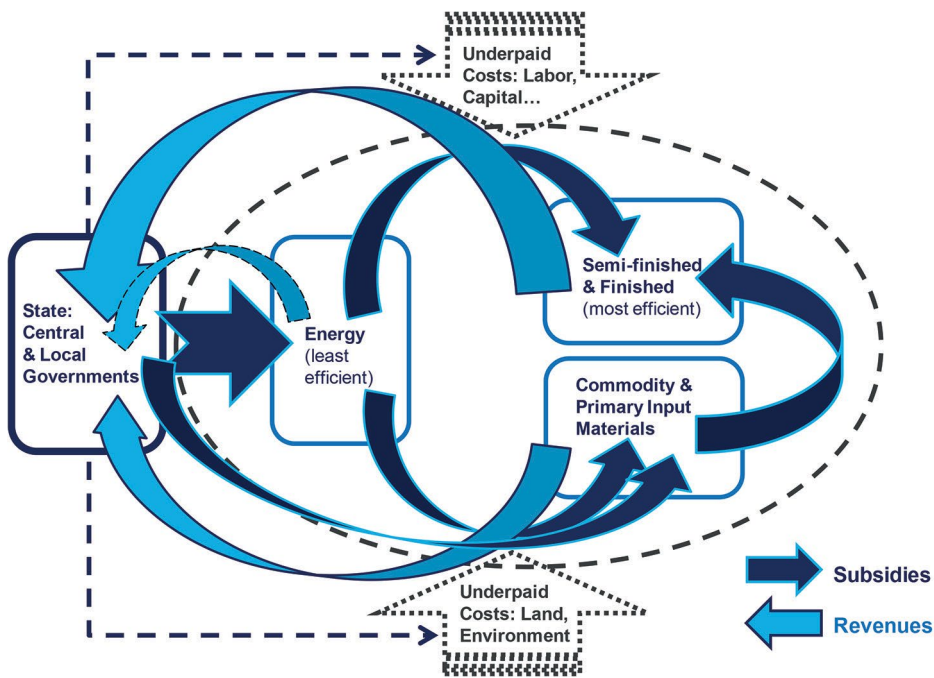 Underpaid
Costs: Labor,
Capital...
State:
Central
& Local
Governments
Energy
(least
efficient)
Semi-finished
& Finished
(most efficient)
Commodity &
Primary Input
Materials
Underpaid
Costs: Land,
Environment
Subsidies
Revenues